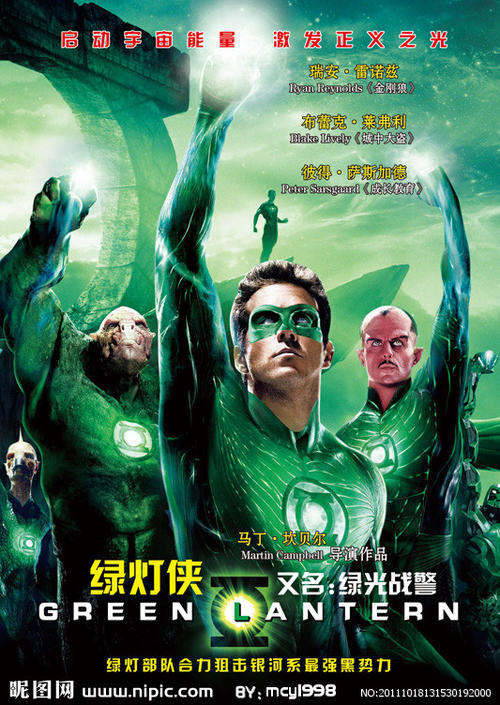 启动宇宙能量 激发正义之光
瑞安·雷诺兹
Ryan Reynolds《金刚狼》
布蕾克·莱弗利
Blake Lively《城中大盗》
彼得·萨斯加德
Peter Sarsgaard《成长教育》
马丁·坎贝尔
Martin Campbell 导演作品
绿灯侠 又名:绿光战警
GREEN LANTERN
绿灯部队合力狙击银河系最强黑势力
昵图网 www.nipic.com BY:mcy1998 NO:20111018131530192000